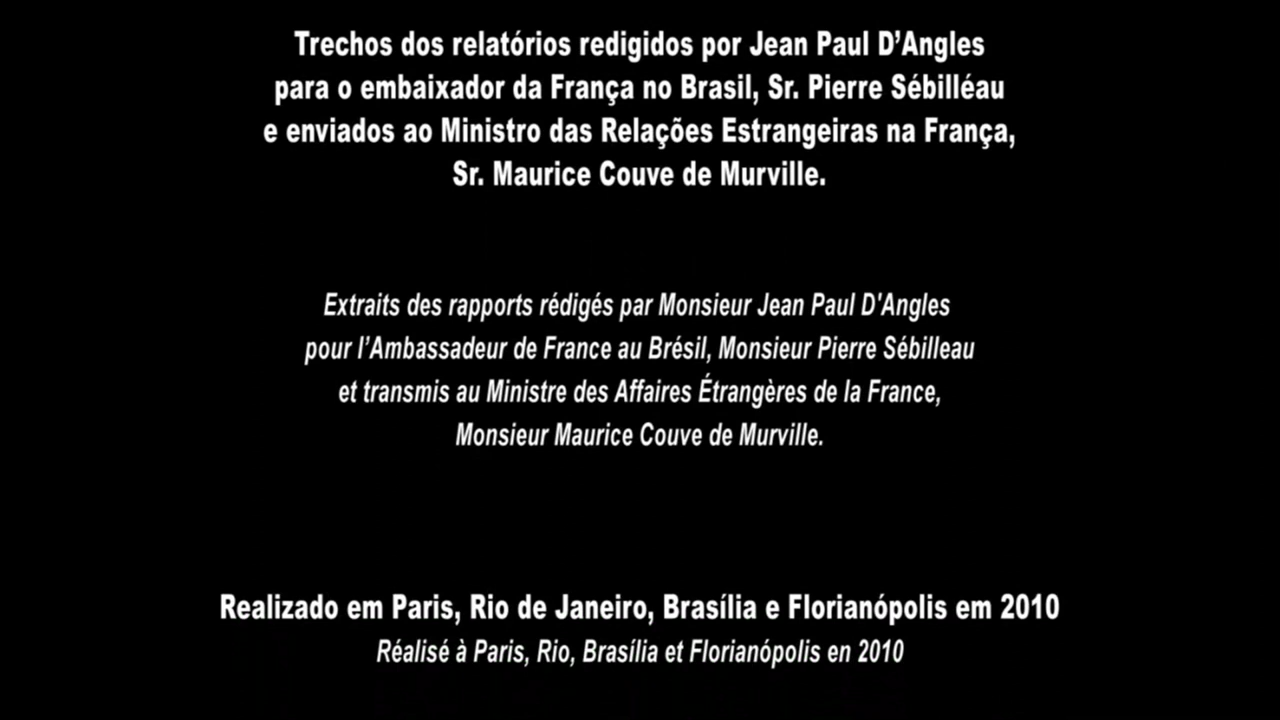 Trechos dos relatórios redigidos por Jean Paul D’Angles
para o embaixador da França no Brasil, Sr. Pierre Sébilléau
e enviados ao Ministro das Relações Estrangeiras na França,
Sr. Maurice Couve de Murville.
Extraits des rapports rédigés par Monsieur Jean Paul D'Angles
pour l’Ambassadeur de France au Brésil, Monsieur Pierre Sébilleau
et transmis au Ministre des Affaires Étrangères de la France,
Monsieur Maurice Couve de Murville.
Realizado em Paris, Rio de Janeiro, Brasília e Florianópolis em 2010
Réalisé à Paris, Rio, Brasília et Florianópolis en 2010